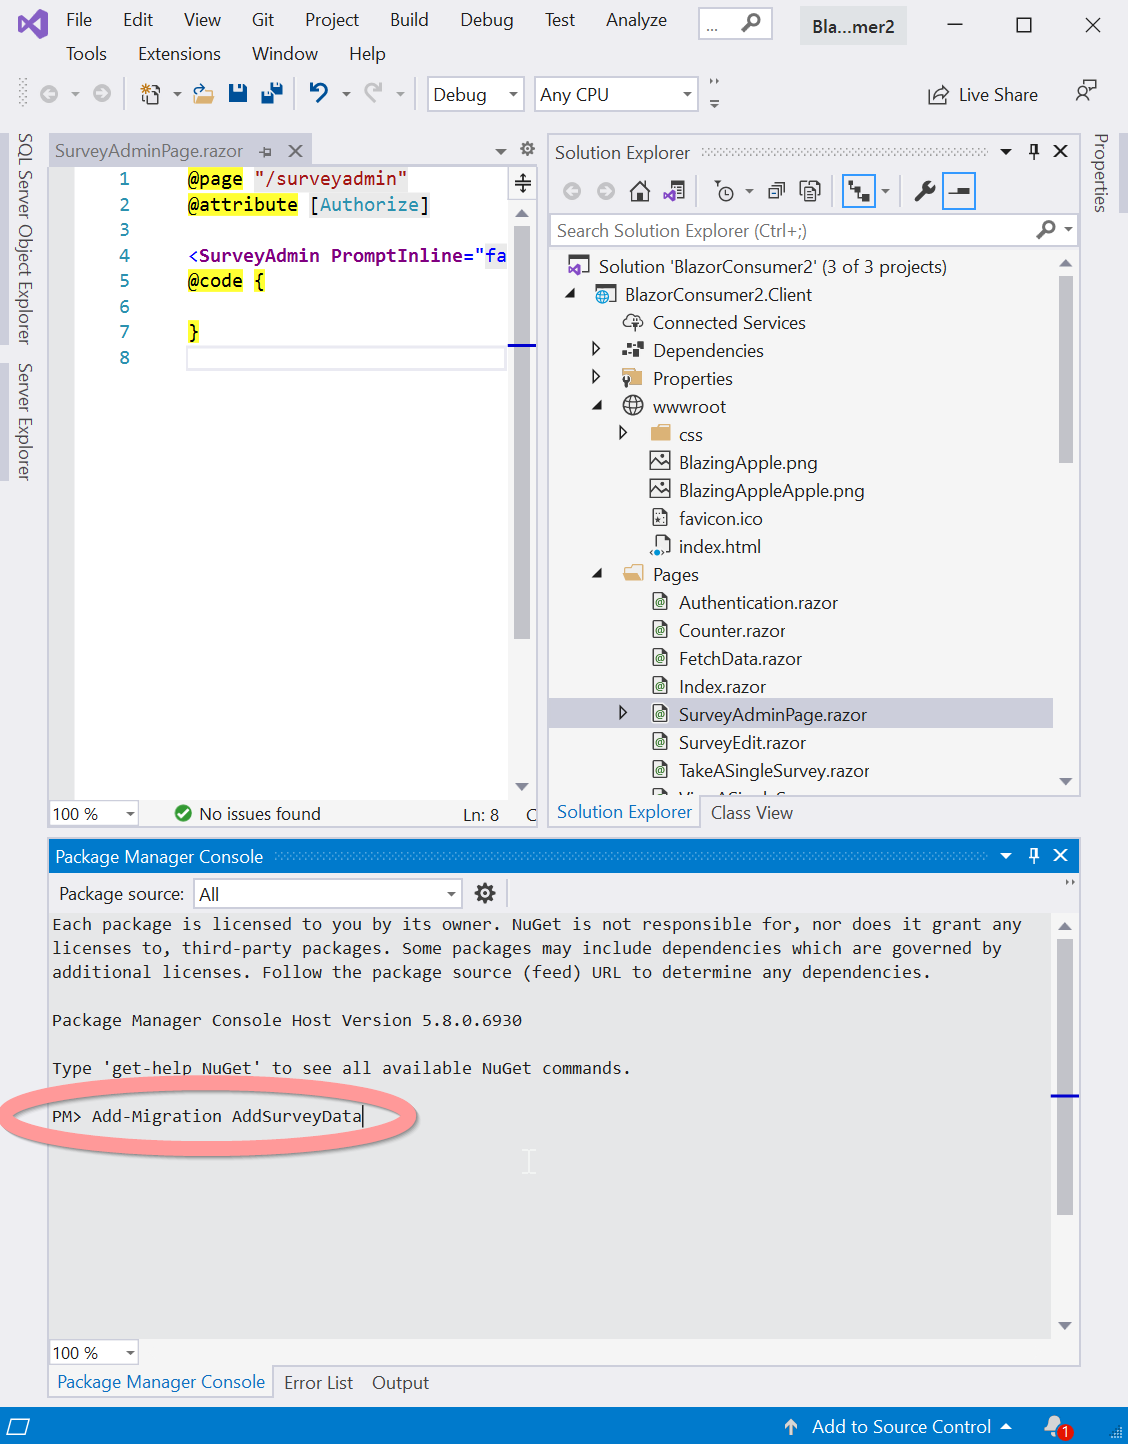 File Edit View Git Project Build Debug Test Analyze ... Bla...mer2
Tools Extensions Window Help
Debug Any CPU Live Share
SQL Server Object Explorer
Server Explorer
SurveyAdminPage.razor
1 @page "/surveyadmin"
2 @attribute [Authorize]
3
4 <SurveyAdmin PromptInline="fa
5 @code {
6
7 }
8
100 % No issues found Ln: 8 C
Solution Explorer
Search Solution Explorer (Ctrl+;)
Solution 'BlazorConsumer2' (3 of 3 projects)
BlazorConsumer2.Client
Connected Services
Dependencies
Properties
wwwroot
css
BlazingApple.png
BlazingAppleApple.png
favicon.ico
index.html
Pages
Authentication.razor
Counter.razor
FetchData.razor
Index.razor
SurveyAdminPage.razor
SurveyEdit.razor
TakeASingleSurvey.razor
Solution Explorer Class View
Properties
Package Manager Console
Package source: All
Each package is licensed to you by its owner. NuGet is not responsible for, nor does it grant any
licenses to, third-party packages. Some packages may include dependencies which are governed by
additional licenses. Follow the package source (feed) URL to determine any dependencies.
Package Manager Console Host Version 5.8.0.6930
Type 'get-help NuGet' to see all available NuGet commands.
PM> Add-Migration AddSurveyData
100 %
Package Manager Console Error List Output
Add to Source Control 1